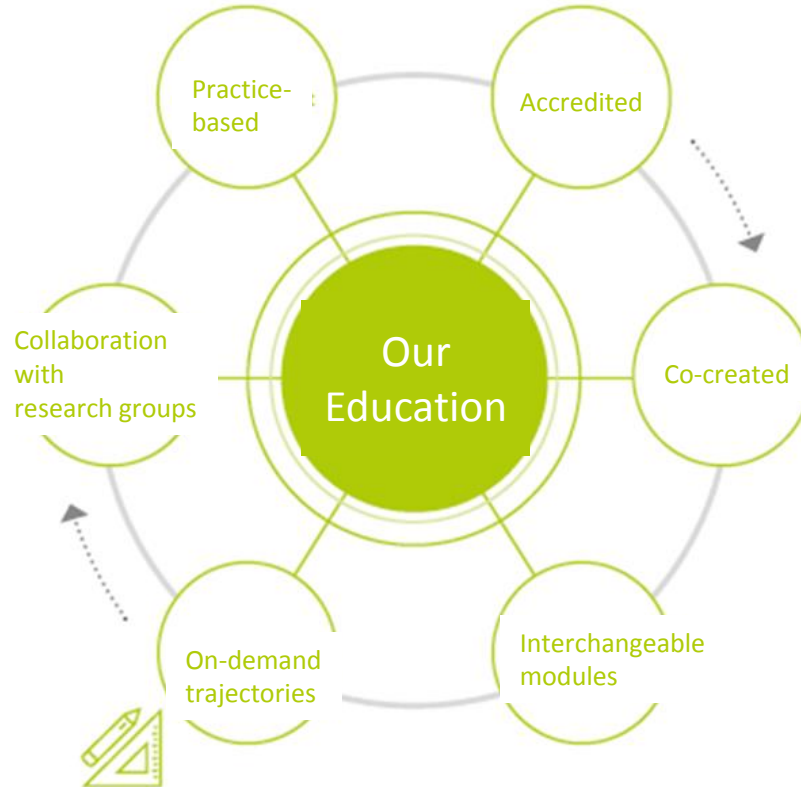 Practice-
based
Accredited
Collaboration
with
research groups
Our
Education
Co-created
On-demand
trajectories
Interchangeable
modules